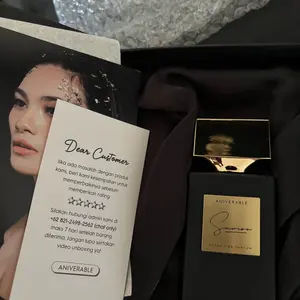 Dear Customer
Jika ada masalah dengan produk
kami, beri kami kesempatan untuk
memperbaikinya sebelum
memberikan rating
Silakan hubungi admin kami di
+62 821-2498-2562 (chat only)
maks 7 hari setelah barang
diterima. Jangan lupa sertakan
video unboxing ya!
ANIVERABLE
ANIVERABLE